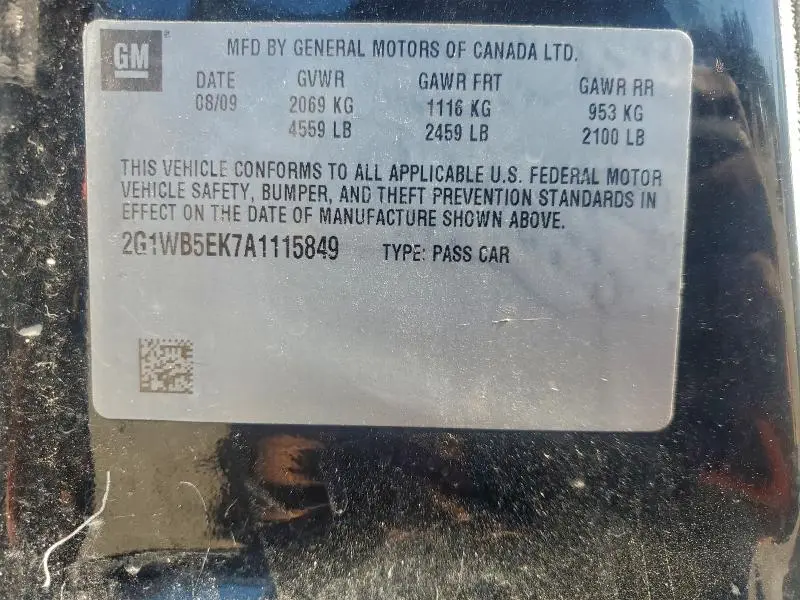 GM
MFD BY GENERAL MOTORS OF CANADA LTD.
DATE GVWR GAWR FRT GAWR RR
08/09 2069 KG 1116 KG 953 KG
4559 LB 2459 LB 2100 LB
THIS VEHICLE CONFORMS TO ALL APPLICABLE U.S. FEDERAL MOTOR
VEHICLE SAFETY, BUMPER, AND THEFT PREVENTION STANDARDS IN
EFFECT ON THE DATE OF MANUFACTURE SHOWN ABOVE.
2G1WB5EK7A1115849 TYPE: PASS CAR